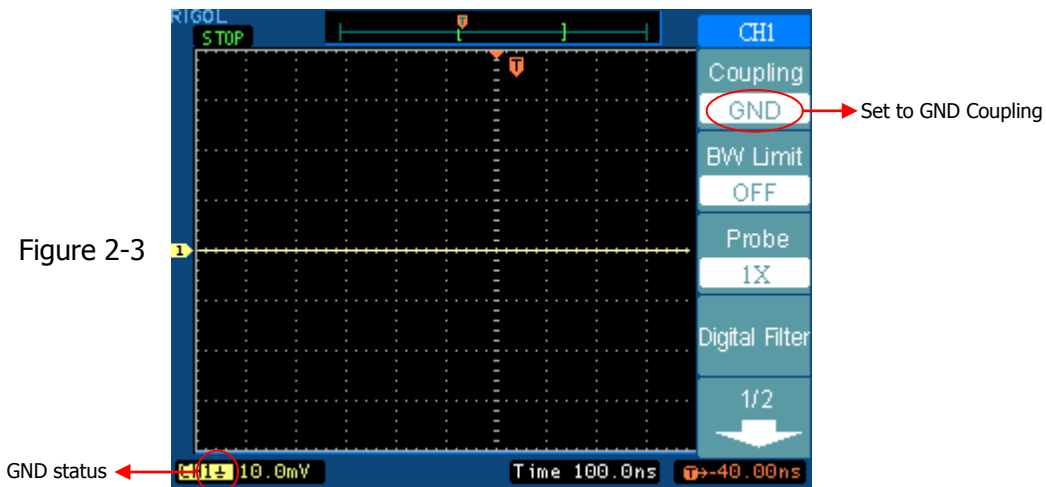 RIGOL
STOP
T
CH1
T
Coupling
GND
Set to GND Coupling
BW Limit
OFF
Figure 2-3
1
Probe
1X
Digital Filter
1/2
GND status
CH1 10.0mV
Time 100.0ns
T→-40.00ns